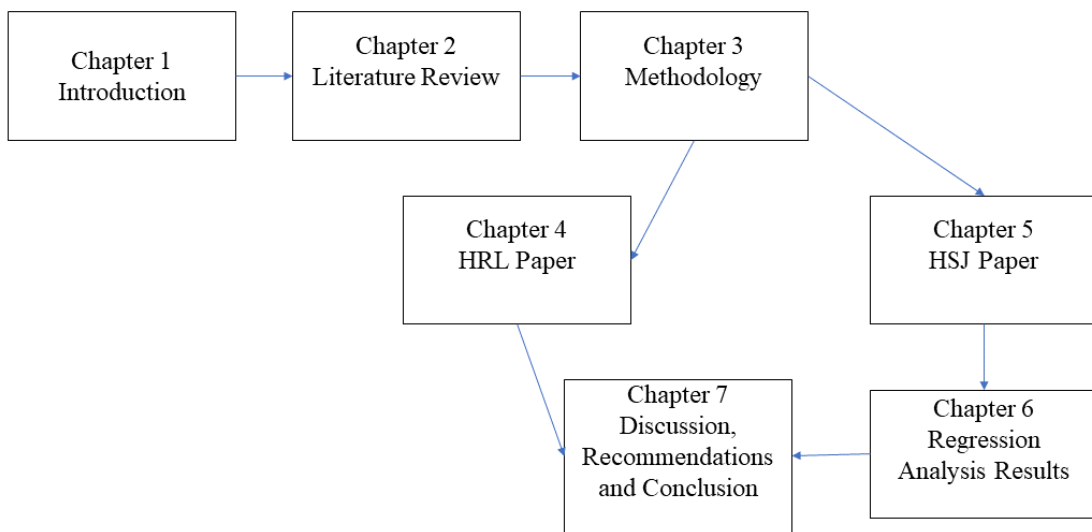 Chapter 1
Introduction
Chapter 2
Literature Review
Chapter 3
Methodology
Chapter 4
HRL Paper
Chapter 5
HSJ Paper
Chapter 7
Discussion,
Recommendations
and Conclusion
Chapter 6
Regression
Analysis Results